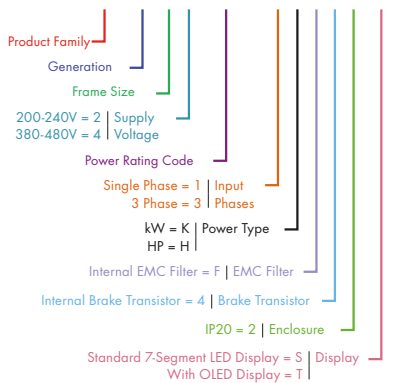 Product Family
Generation
Frame Size
200-240V = 2 | Supply
380-480V = 4 | Voltage
Power Rating Code
Single Phase = 1 | Input
3 Phase = 3 | Phases
kW = K | Power Type
HP = H |
Internal EMC Filter = F | EMC Filter
Internal Brake Transistor = 4 | Brake Transistor
IP20 = 2 | Enclosure
Standard 7-Segment LED Display = S | Display
With OLED Display = T |